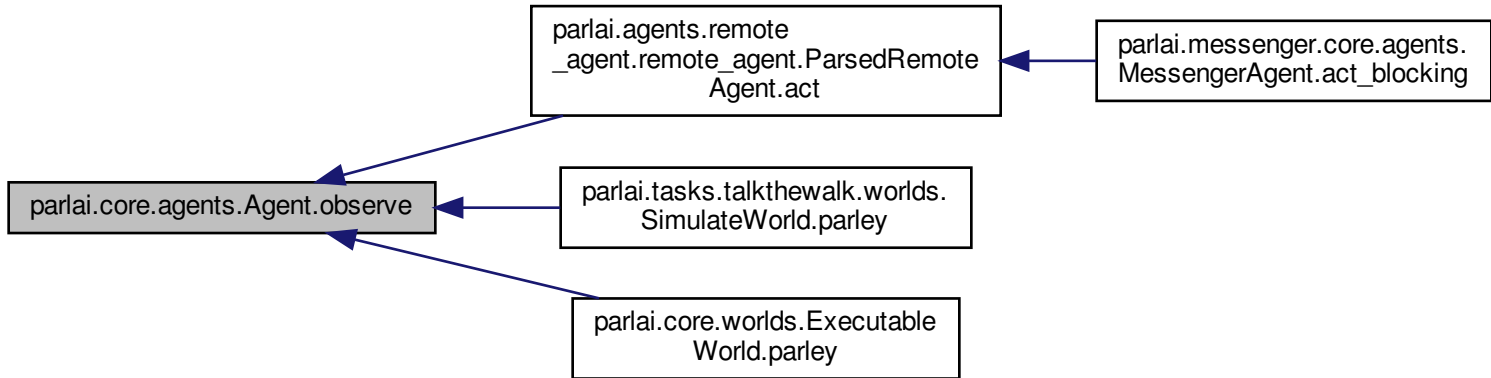 parlai.agents.remote
_agent.remote_agent.ParsedRemote
Agent.act
parlai.messenger.core.agents.
MessengerAgent.act_blocking
parlai.core.agents.Agent.observe
parlai.tasks.talkthewalk.worlds.
SimulateWorld.parley
parlai.core.worlds.Executable
World.parley